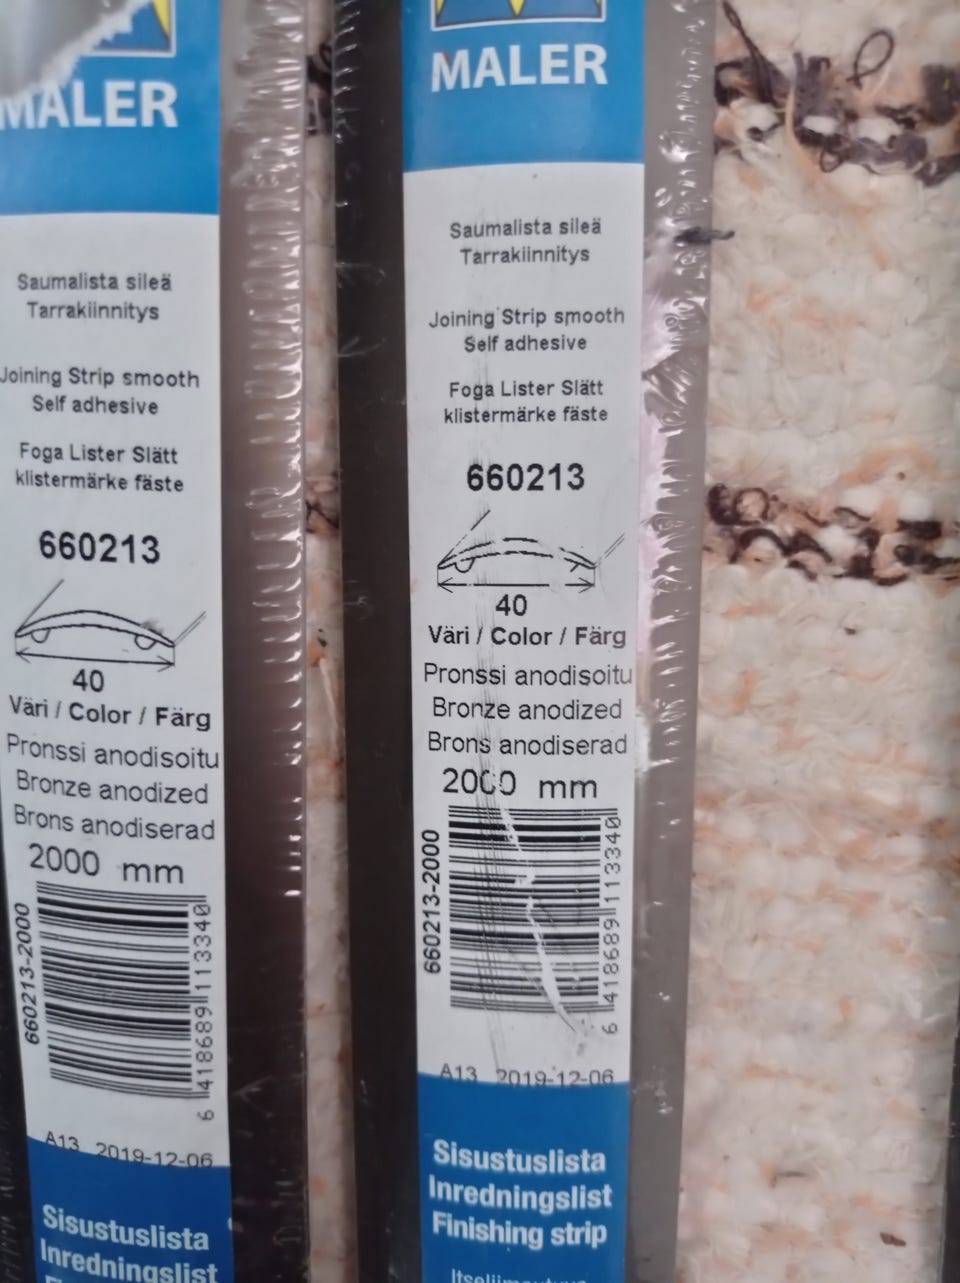 MALER
Saumalista sileä
Tarrakiinnitys
Joining Strip smooth
Self adhesive
Foga Lister Slätt
klistermärke fäste
660213
40
Väri / Color / Färg
Pronssi anodisoitu
Bronze anodized
Brons anodiserad
2000 mm
660213-2000
6 418689 113340
A13 2019-12-06
Sisustuslista
Inredningslist
MALER
Saumalista sileä
Tarrakiinnitys
Joining Strip smooth
Self adhesive
Foga Lister Slätt
klistermärke fäste
660213
40
Väri / Color / Färg
Pronssi anodisoitu
Bronze anodized
Brons anodiserad
2000 mm
660213-2000
6 418689 113340
A13 2019-12-06
Sisustuslista
Inredningslist
Finishing strip